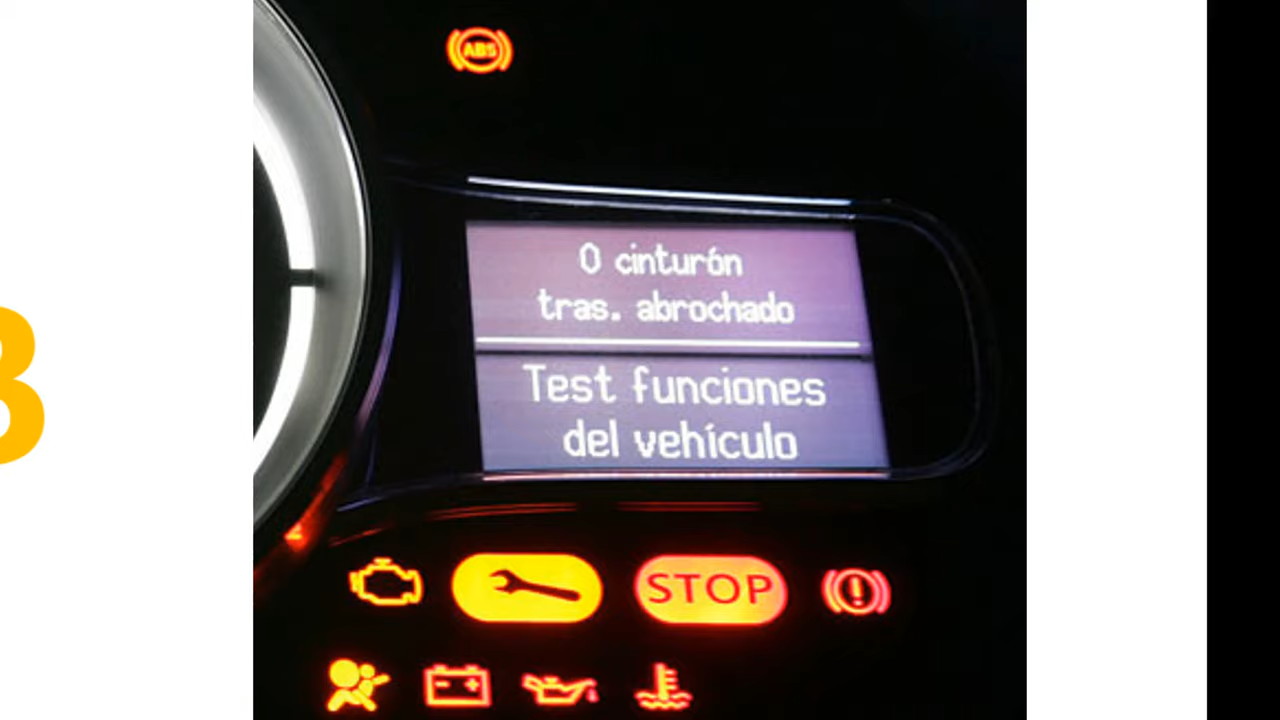 ABS
0 cinturón
tras. abrochado
Test funciones
del vehículo
STOP